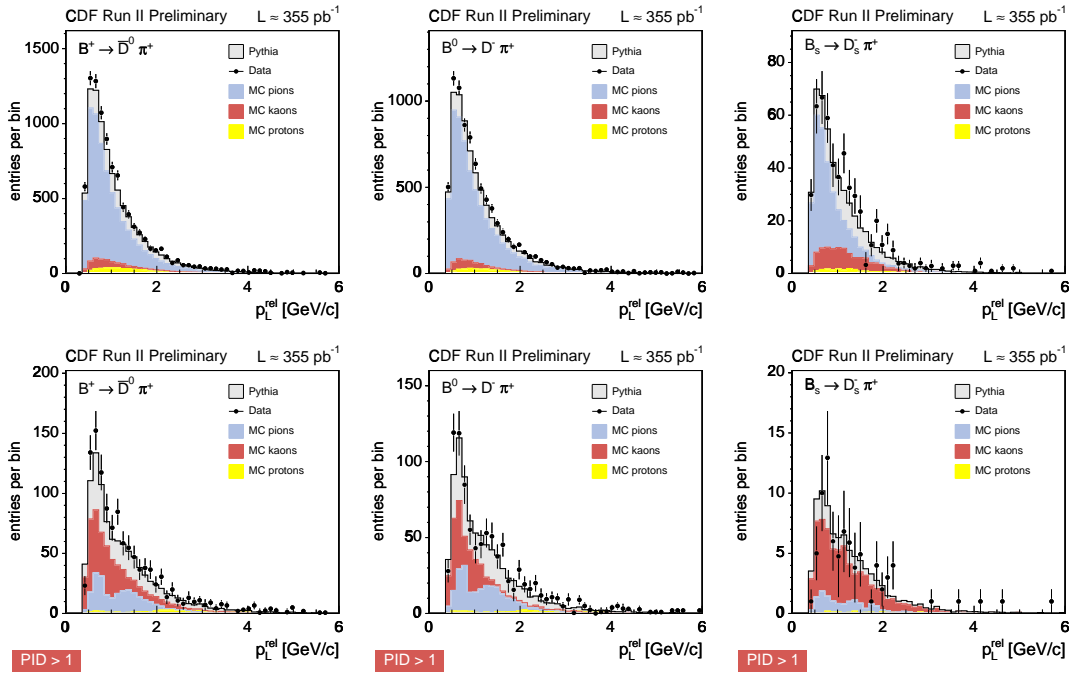 CDF Run II Preliminary L ≈ 355 pb⁻¹
B⁺ → D̅⁰ π⁺
Pythia
Data
MC pions
MC kaons
MC protons
entries per bin
1500
1000
500
0
0 2 4 6
p_L^rel [GeV/c]
CDF Run II Preliminary L ≈ 355 pb⁻¹
B⁰ → D⁻ π⁺
Pythia
Data
MC pions
MC kaons
MC protons
entries per bin
1000
500
0
0 2 4 6
p_L^rel [GeV/c]
CDF Run II Preliminary L ≈ 355 pb⁻¹
B_s → D_s⁻ π⁺
Pythia
Data
MC pions
MC kaons
MC protons
entries per bin
80
60
40
20
0
0 2 4 6
p_L^rel [GeV/c]
CDF Run II Preliminary L ≈ 355 pb⁻¹
B⁺ → D̅⁰ π⁺
Pythia
Data
MC pions
MC kaons
MC protons
entries per bin
200
150
100
50
0
0 2 4 6
p_L^rel [GeV/c]
PID > 1
CDF Run II Preliminary L ≈ 355 pb⁻¹
B⁰ → D⁻ π⁺
Pythia
Data
MC pions
MC kaons
MC protons
entries per bin
150
100
50
0
0 2 4 6
p_L^rel [GeV/c]
PID > 1
CDF Run II Preliminary L ≈ 355 pb⁻¹
B_s → D_s⁻ π⁺
Pythia
Data
MC pions
MC kaons
MC protons
entries per bin
20
15
10
5
0
0 2 4 6
p_L^rel [GeV/c]
PID > 1